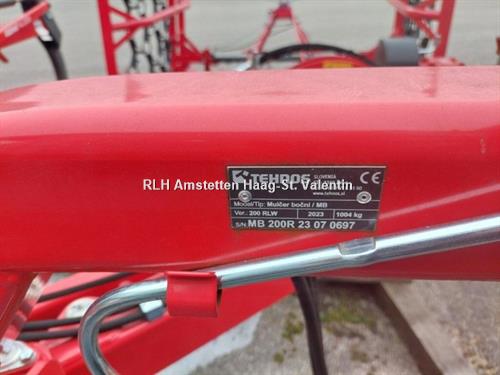 TEHNOS
SLOVENIA
www.tehnos.si
RLH Amstetten Haag-St. Valentin
Model/Tip: Mulčer bočni / MB
Ver.: 200 RLW 2023 1004 kg
S/N MB 200R 23 07 0697
CE